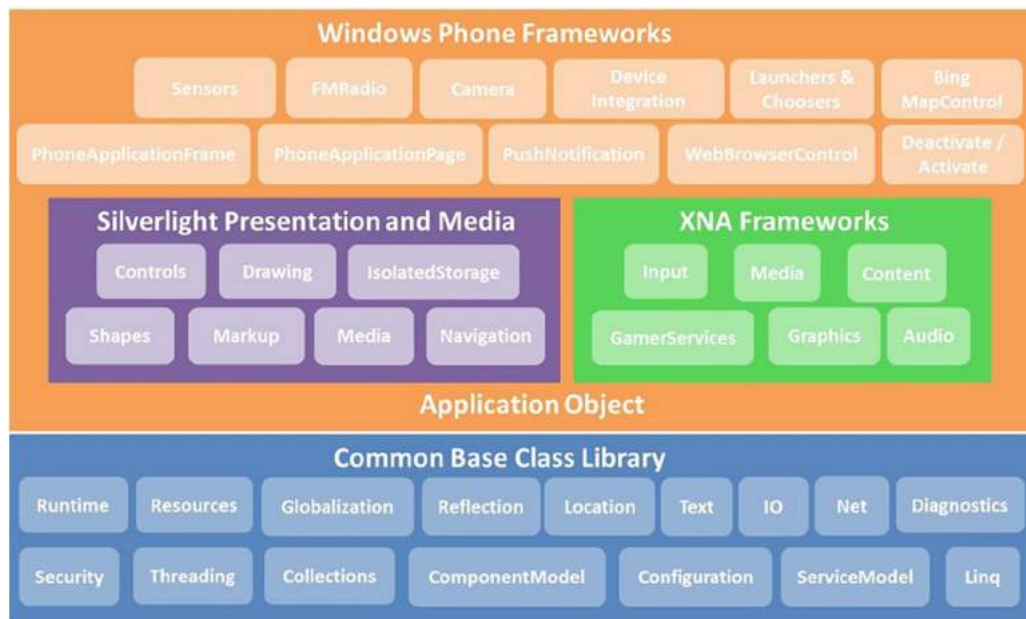 Windows Phone Frameworks
Sensors FMRadio Camera Device Integration Launchers & Choosers Bing MapControl
PhoneApplicationFrame PhoneApplicationPage PushNotification WebBrowserControl Deactivate / Activate
Silverlight Presentation and Media
Controls Drawing IsolatedStorage
Shapes Markup Media Navigation
XNA Frameworks
Input Media Content
GamerServices Graphics Audio
Application Object
Common Base Class Library
Runtime Resources Globalization Reflection Location Text IO Net Diagnostics
Security Threading Collections ComponentModel Configuration ServiceModel Linq